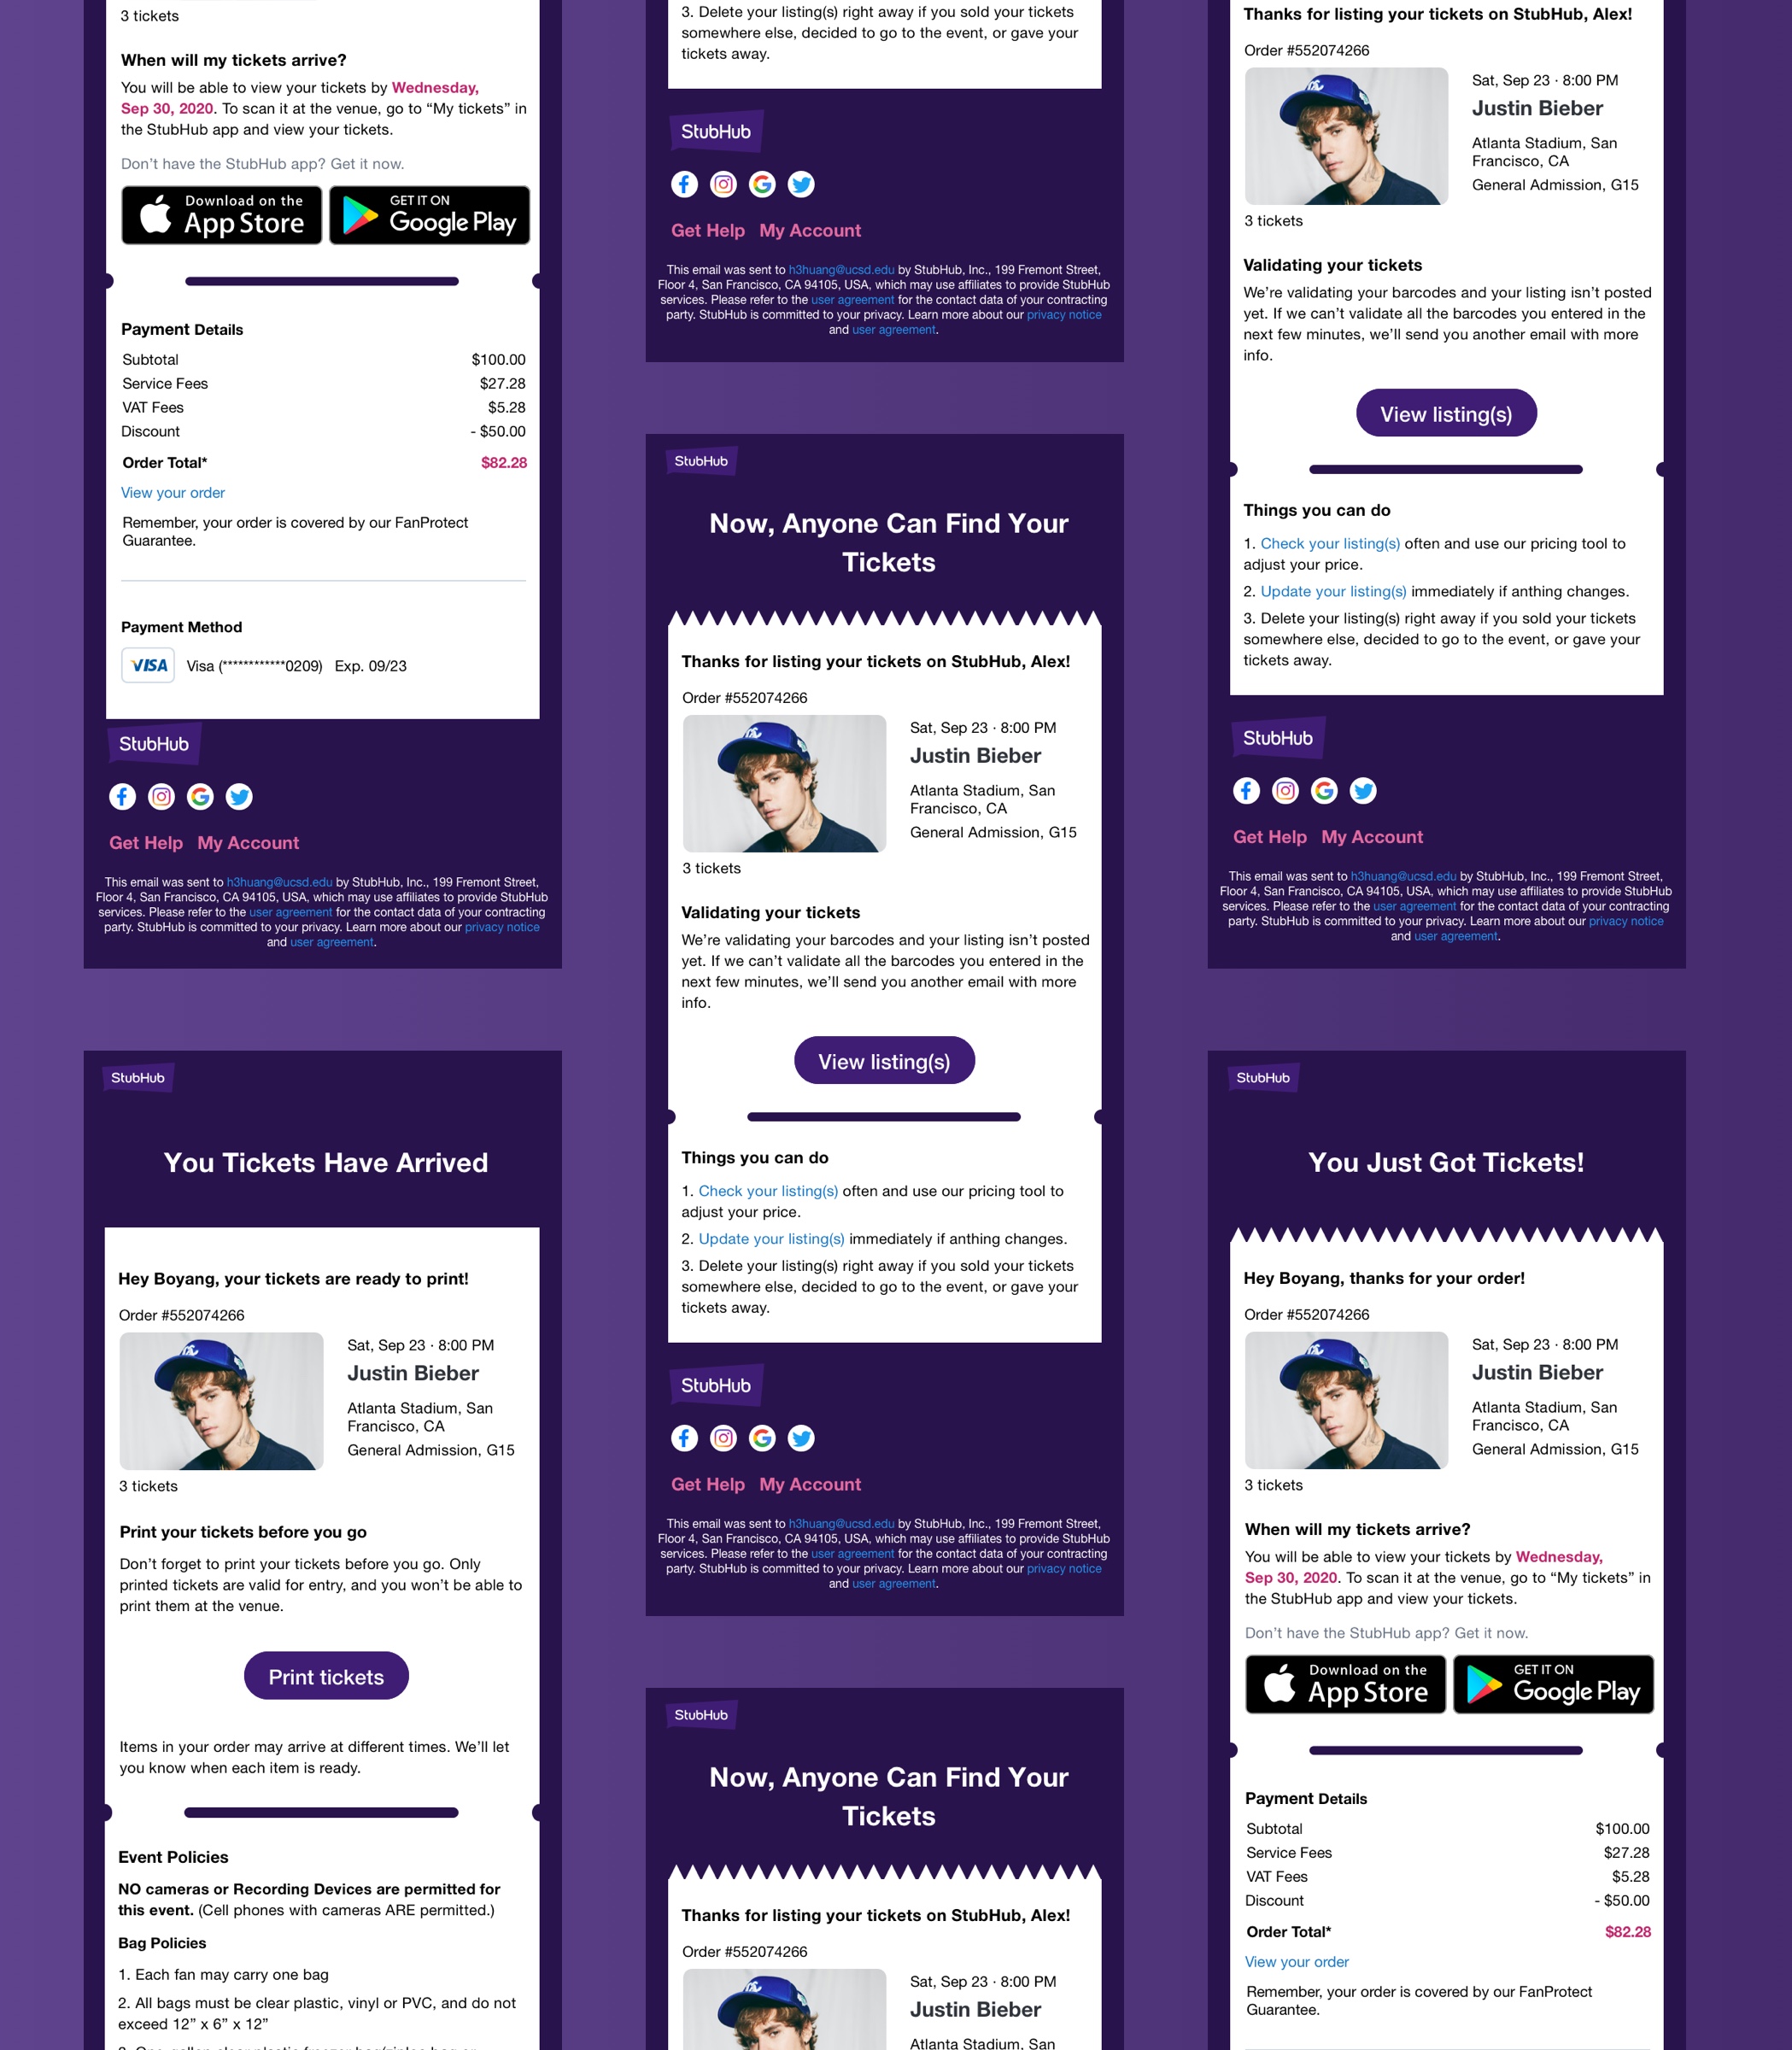 3 tickets
When will my tickets arrive?
You will be able to view your tickets by Wednesday,
Sep 30, 2020. To scan it at the venue, go to “My tickets” in
the StubHub app and view your tickets.
Don’t have the StubHub app? Get it now.
Download on the
App Store
GET IT ON
Google Play
Payment Details
Subtotal $100.00
Service Fees $27.28
VAT Fees $5.28
Discount - $50.00
Order Total* $82.28
View your order
Remember, your order is covered by our FanProtect
Guarantee.
Payment Method
VISA Visa (************0209) Exp. 09/23
StubHub
Get Help My Account
This email was sent to h3huang@ucsd.edu by StubHub, Inc., 199 Fremont Street,
Floor 4, San Francisco, CA 94105, USA, which may use affiliates to provide StubHub
services. Please refer to the user agreement for the contact data of your contracting
party. StubHub is committed to your privacy. Learn more about our privacy notice
and user agreement.
StubHub
You Tickets Have Arrived
Hey Boyang, your tickets are ready to print!
Order #552074266
Sat, Sep 23 · 8:00 PM
Justin Bieber
Atlanta Stadium, San
Francisco, CA
General Admission, G15
3 tickets
Print your tickets before you go
Don’t forget to print your tickets before you go. Only
printed tickets are valid for entry, and you won’t be able to
print them at the venue.
Print tickets
Items in your order may arrive at different times. We’ll let
you know when each item is ready.
Event Policies
NO cameras or Recording Devices are permitted for
this event. (Cell phones with cameras ARE permitted.)
Bag Policies
1. Each fan may carry one bag
2. All bags must be clear plastic, vinyl or PVC, and do not
exceed 12” x 6” x 12”
3. Delete your listing(s) right away if you sold your tickets
somewhere else, decided to go to the event, or gave your
tickets away.
StubHub
Get Help My Account
This email was sent to h3huang@ucsd.edu by StubHub, Inc., 199 Fremont Street,
Floor 4, San Francisco, CA 94105, USA, which may use affiliates to provide StubHub
services. Please refer to the user agreement for the contact data of your contracting
party. StubHub is committed to your privacy. Learn more about our privacy notice
and user agreement.
StubHub
Now, Anyone Can Find Your
Tickets
Thanks for listing your tickets on StubHub, Alex!
Order #552074266
Sat, Sep 23 · 8:00 PM
Justin Bieber
Atlanta Stadium, San
Francisco, CA
General Admission, G15
3 tickets
Validating your tickets
We’re validating your barcodes and your listing isn’t posted
yet. If we can’t validate all the barcodes you entered in the
next few minutes, we’ll send you another email with more
info.
View listing(s)
Things you can do
1. Check your listing(s) often and use our pricing tool to
adjust your price.
2. Update your listing(s) immediately if anthing changes.
3. Delete your listing(s) right away if you sold your tickets
somewhere else, decided to go to the event, or gave your
tickets away.
StubHub
Get Help My Account
This email was sent to h3huang@ucsd.edu by StubHub, Inc., 199 Fremont Street,
Floor 4, San Francisco, CA 94105, USA, which may use affiliates to provide StubHub
services. Please refer to the user agreement for the contact data of your contracting
party. StubHub is committed to your privacy. Learn more about our privacy notice
and user agreement.
StubHub
Now, Anyone Can Find Your
Tickets
Thanks for listing your tickets on StubHub, Alex!
Order #552074266
Sat, Sep 23 · 8:00 PM
Justin Bieber
Atlanta Stadium, San
Thanks for listing your tickets on StubHub, Alex!
Order #552074266
Sat, Sep 23 · 8:00 PM
Justin Bieber
Atlanta Stadium, San
Francisco, CA
General Admission, G15
3 tickets
Validating your tickets
We’re validating your barcodes and your listing isn’t posted
yet. If we can’t validate all the barcodes you entered in the
next few minutes, we’ll send you another email with more
info.
View listing(s)
Things you can do
1. Check your listing(s) often and use our pricing tool to
adjust your price.
2. Update your listing(s) immediately if anthing changes.
3. Delete your listing(s) right away if you sold your tickets
somewhere else, decided to go to the event, or gave your
tickets away.
StubHub
Get Help My Account
This email was sent to h3huang@ucsd.edu by StubHub, Inc., 199 Fremont Street,
Floor 4, San Francisco, CA 94105, USA, which may use affiliates to provide StubHub
services. Please refer to the user agreement for the contact data of your contracting
party. StubHub is committed to your privacy. Learn more about our privacy notice
and user agreement.
StubHub
You Just Got Tickets!
Hey Boyang, thanks for your order!
Order #552074266
Sat, Sep 23 · 8:00 PM
Justin Bieber
Atlanta Stadium, San
Francisco, CA
General Admission, G15
3 tickets
When will my tickets arrive?
You will be able to view your tickets by Wednesday,
Sep 30, 2020. To scan it at the venue, go to “My tickets” in
the StubHub app and view your tickets.
Don’t have the StubHub app? Get it now.
Download on the
App Store
GET IT ON
Google Play
Payment Details
Subtotal $100.00
Service Fees $27.28
VAT Fees $5.28
Discount - $50.00
Order Total* $82.28
View your order
Remember, your order is covered by our FanProtect
Guarantee.